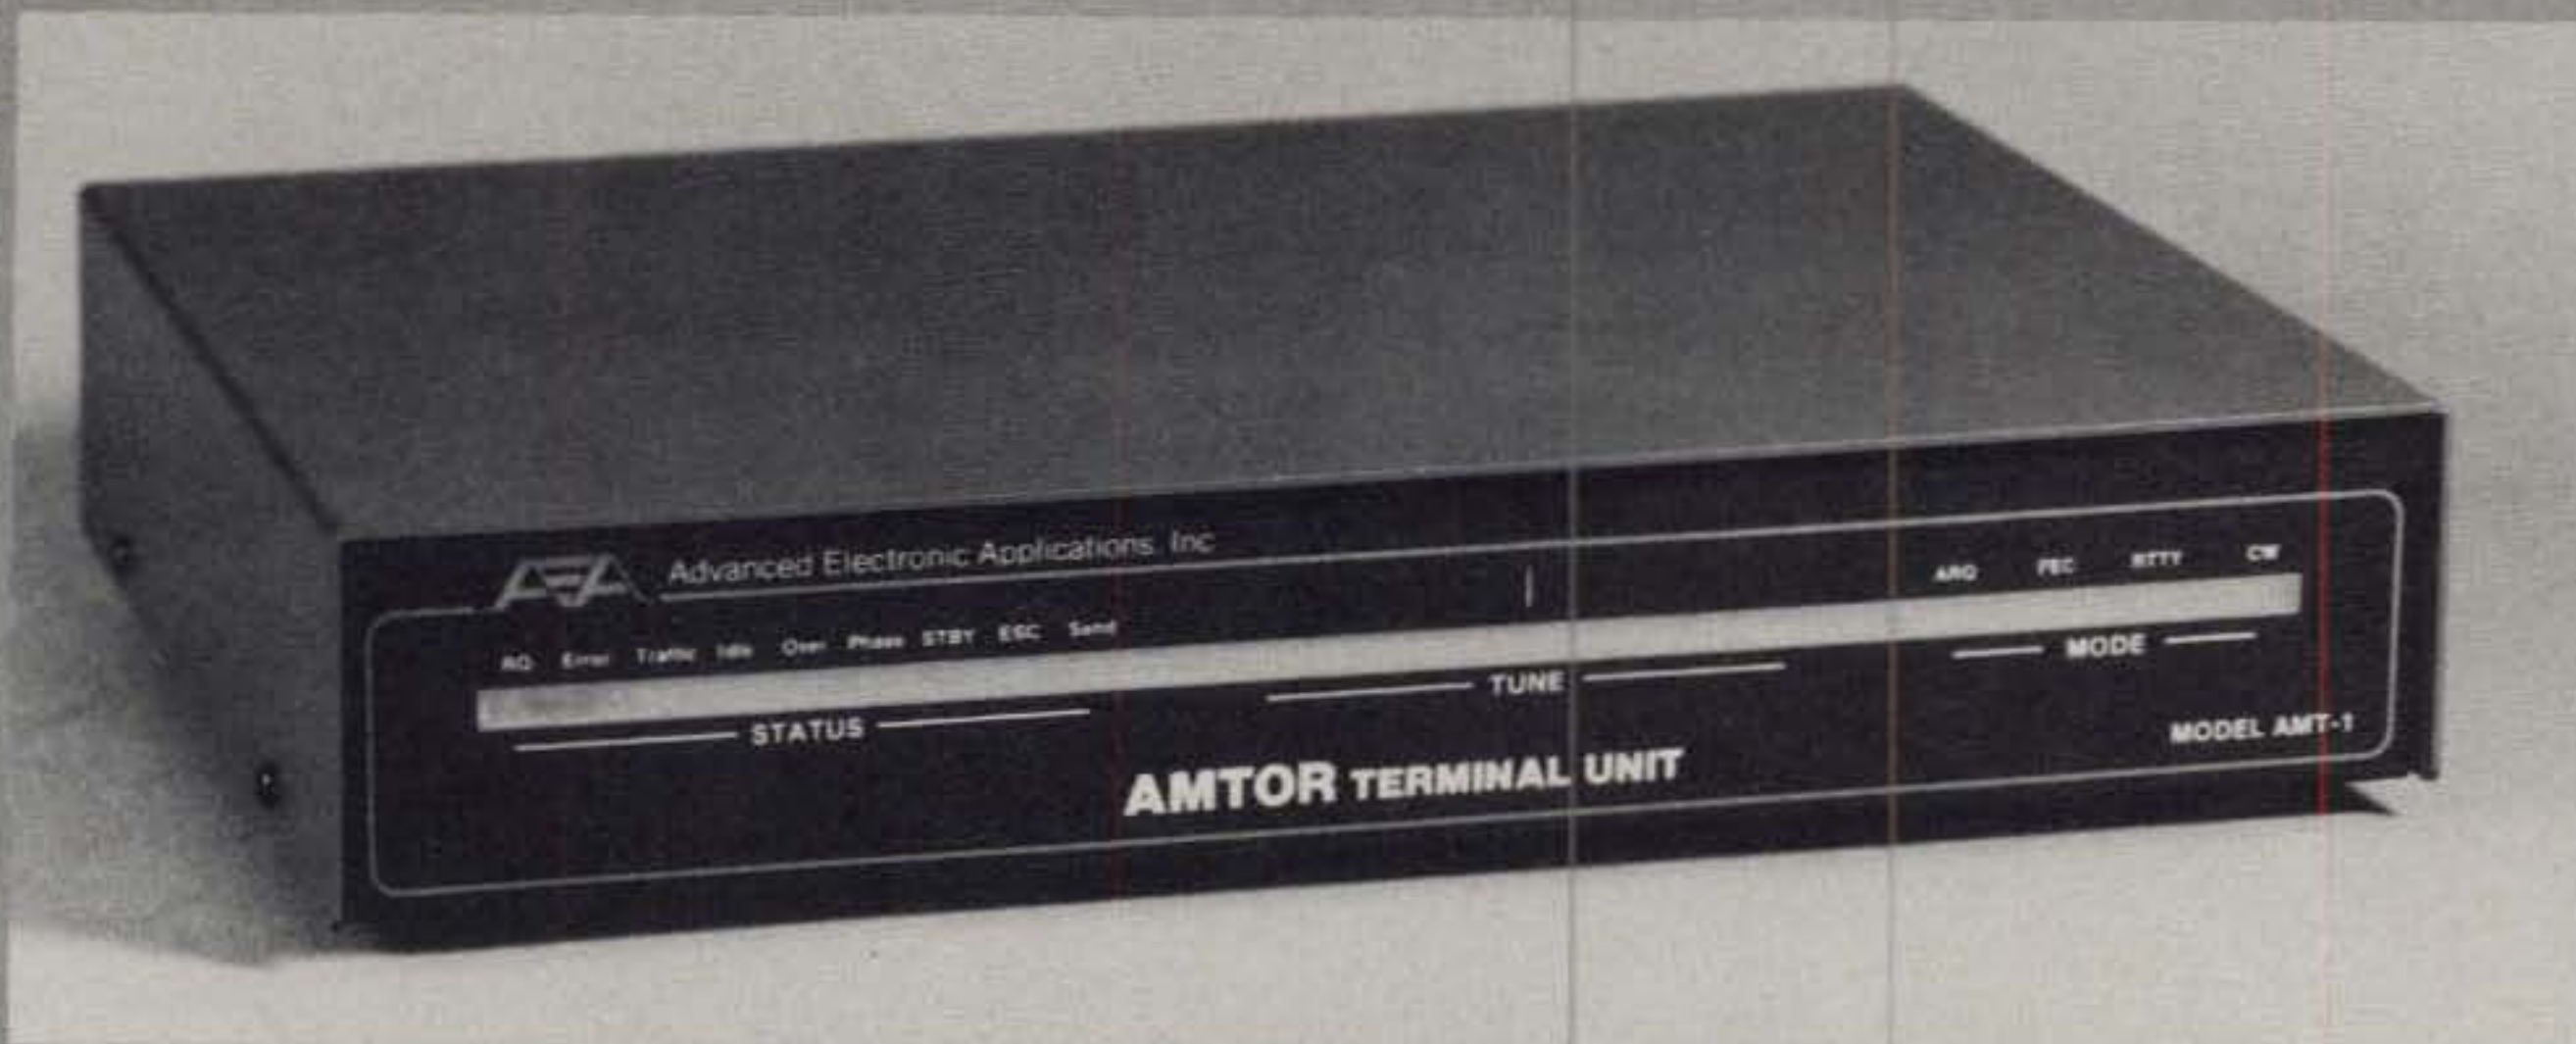 AEA Advanced Electronic Applications, Inc
ARQ FEC RTTY CW
RQ Error Traffic Idle Over Phase STBY ESC Send
MODE
TUNE
STATUS
MODEL AMT-1
AMTOR TERMINAL UNIT